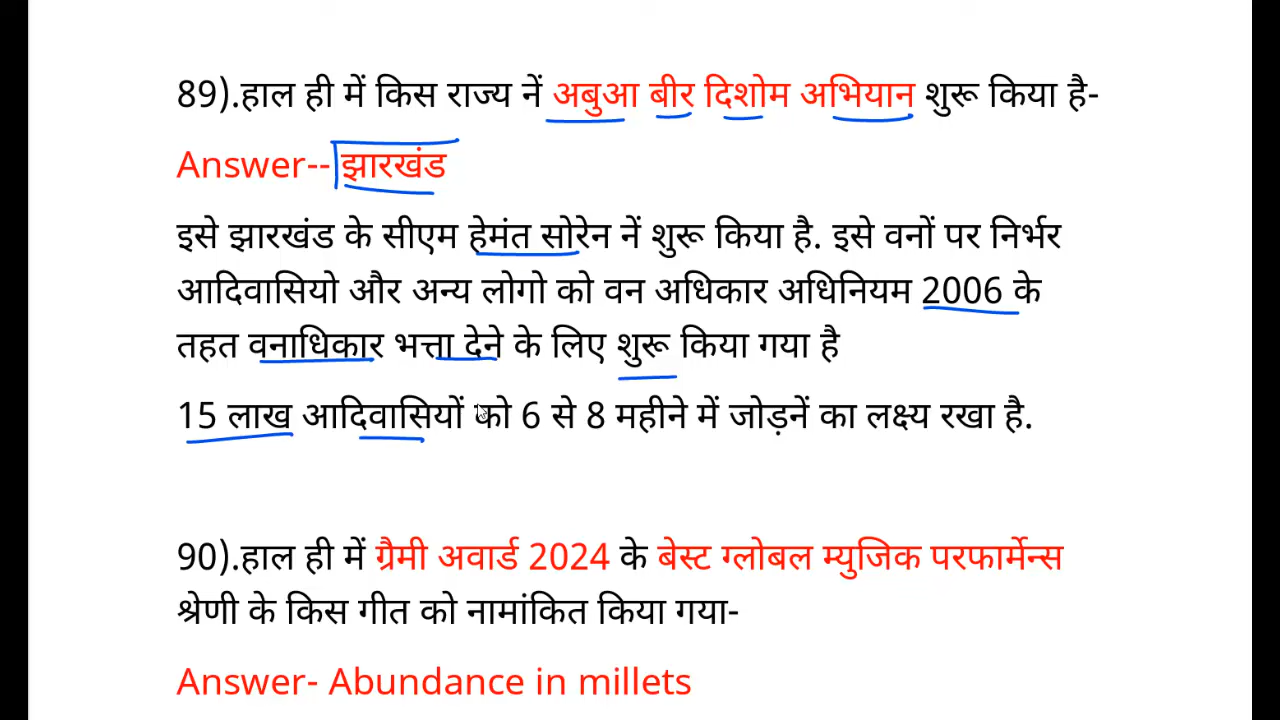 89).हाल ही में किस राज्य नें अबुआ बीर दिशोम अभियान शुरू किया है-
Answer-- झारखंड
इसे झारखंड के सीएम हेमंत सोरेन नें शुरू किया है. इसे वनों पर निर्भर
आदिवासियो और अन्य लोगो को वन अधिकार अधिनियम 2006 के
तहत वनाधिकार भत्ता देने के लिए शुरू किया गया है
15 लाख आदिवासियों को 6 से 8 महीने में जोड़नें का लक्ष्य रखा है.
90).हाल ही में ग्रैमी अवार्ड 2024 के बेस्ट ग्लोबल म्युजिक परफार्मेन्स
श्रेणी के किस गीत को नामांकित किया गया-
Answer- Abundance in millets